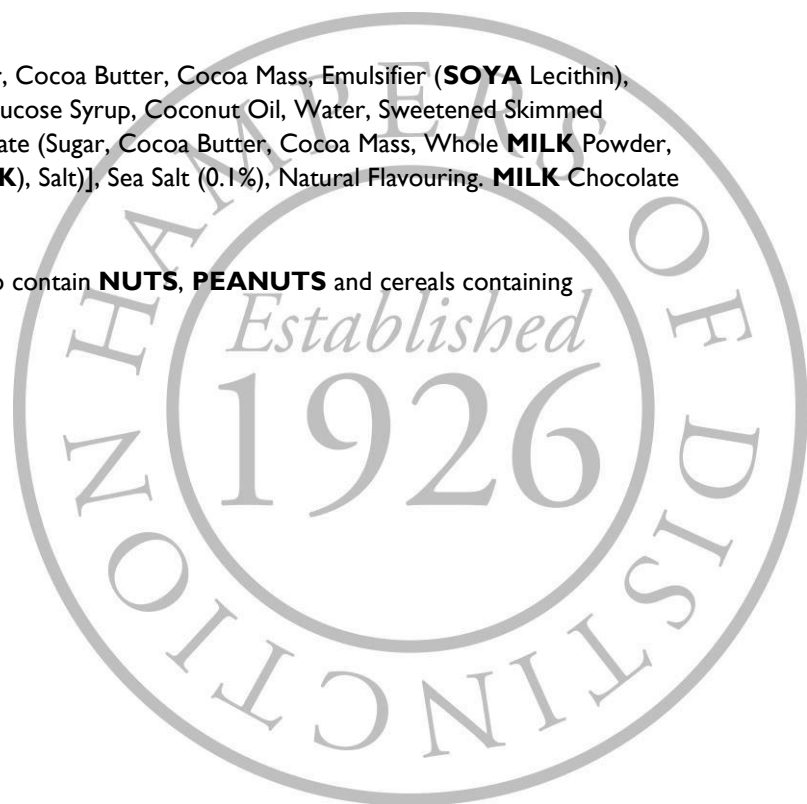 , Cocoa Butter, Cocoa Mass, Emulsifier (SOYA Lecithin),
ucose Syrup, Coconut Oil, Water, Sweetened Skimmed
ate (Sugar, Cocoa Butter, Cocoa Mass, Whole MILK Powder,
K), Salt)], Sea Salt (0.1%), Natural Flavouring. MILK Chocolate
o contain NUTS, PEANUTS and cereals containing
HAMPERS OF DISTINCTION
Established
1926